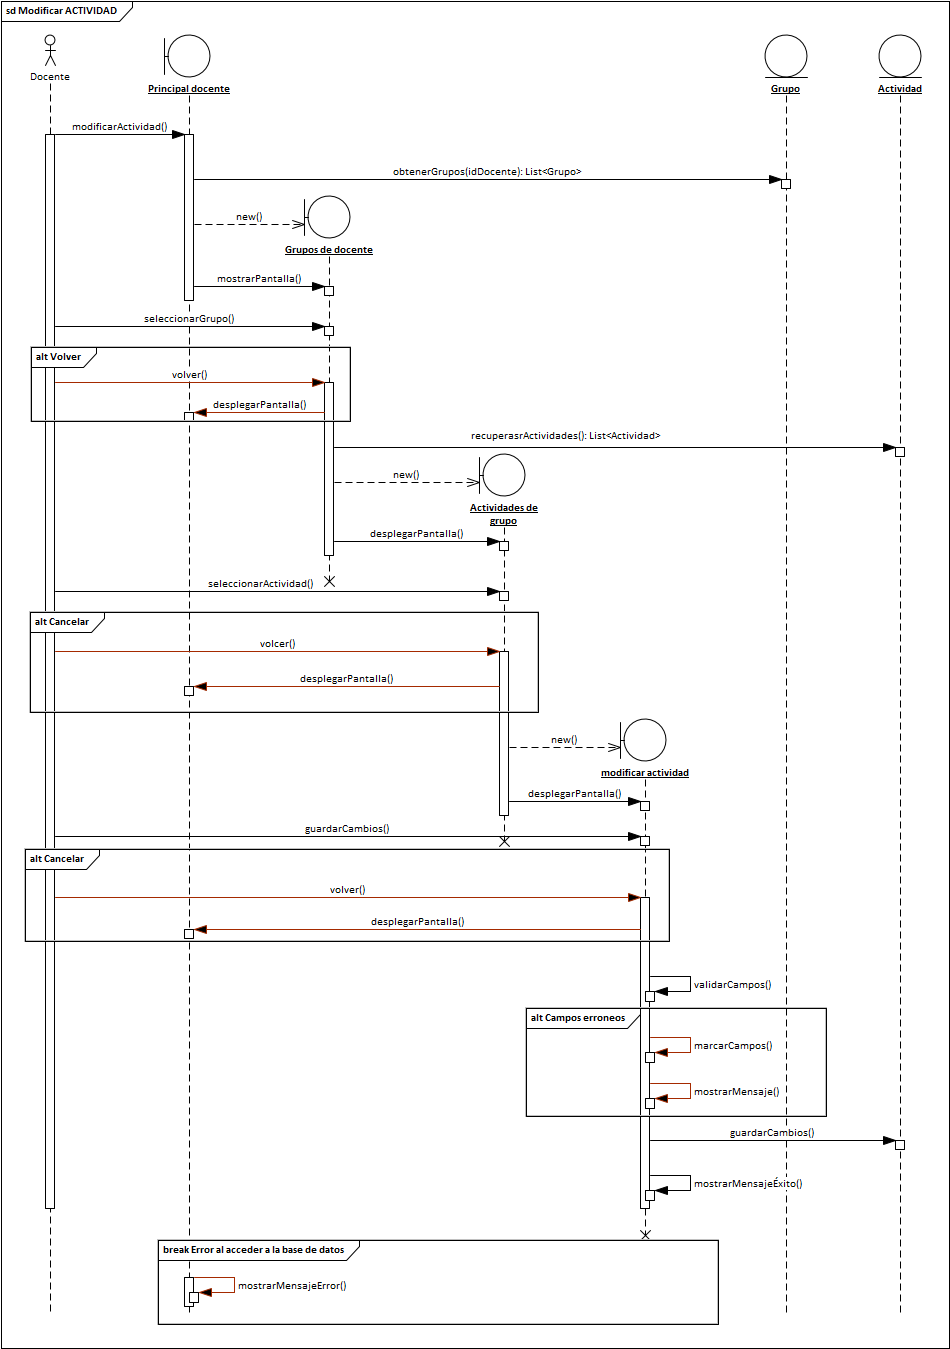 sd Modificar ACTIVIDAD
Docente
Principal docente
Grupo
Actividad
modificarActividad()
obtenerGrupos(idDocente): List<Grupo>
new()
Grupos de docente
mostrarPantalla()
seleccionarGrupo()
alt Volver
volver()
desplegarPantalla()
recuperasrActividades(): List<Actividad>
new()
Actividades de
grupo
desplegarPantalla()
seleccionarActividad()
alt Cancelar
volcer()
desplegarPantalla()
new()
modificar actividad
desplegarPantalla()
guardarCambios()
alt Cancelar
volver()
desplegarPantalla()
validarCampos()
alt Campos erroneos
marcarCampos()
mostrarMensaje()
guardarCambios()
mostrarMensajeÉxito()
break Error al acceder a la base de datos
mostrarMensajeError()